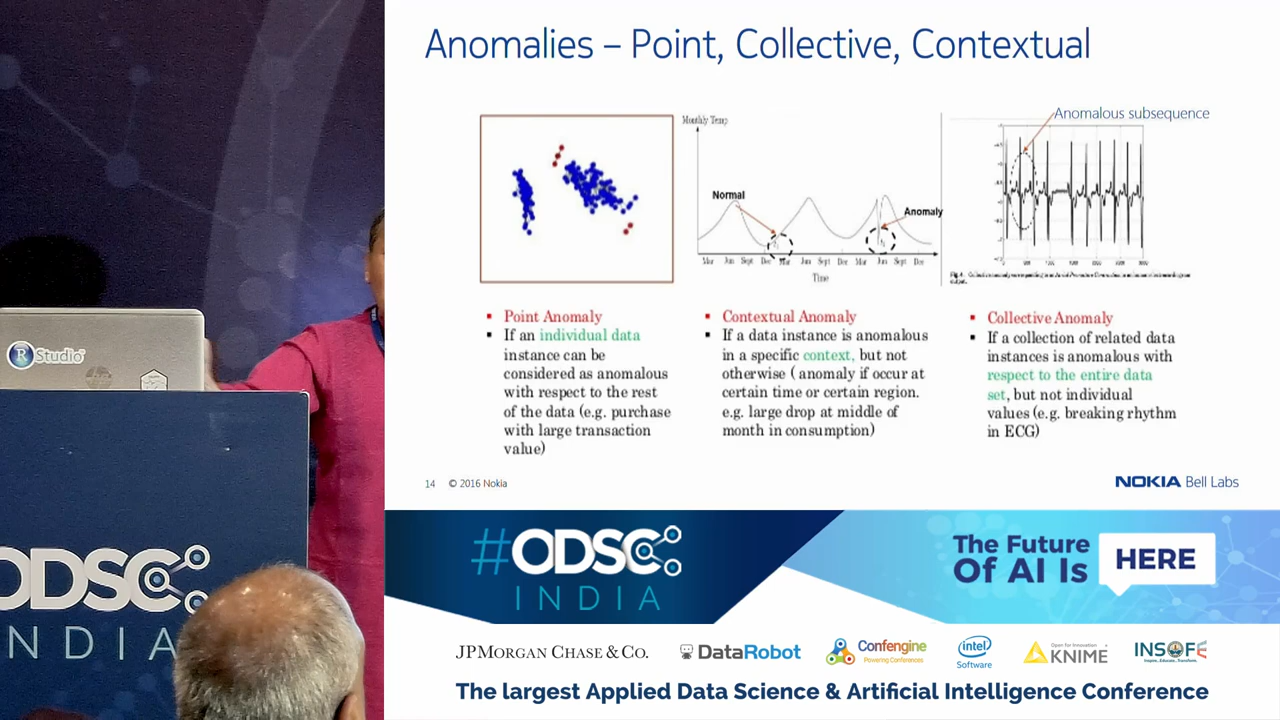 Anomalies – Point, Collective, Contextual
Anomalous subsequence
Monthly Temp
Normal
Anomaly
Mar Jun Sept Dec Mar Jun Sept Dec Mar Jun Sept Dec
Time
▪ Point Anomaly
▪ If an individual data
instance can be
considered as anomalous
with respect to the rest
of the data (e.g. purchase
with large transaction
value)
▪ Contextual Anomaly
▪ If a data instance is anomalous
in a specific context, but not
otherwise ( anomaly if occur at
certain time or certain region.
e.g. large drop at middle of
month in consumption)
▪ Collective Anomaly
▪ If a collection of related data
instances is anomalous with
respect to the entire data
set, but not individual
values (e.g. breaking rhythm
in ECG)
14 © 2016 Nokia
NOKIA Bell Labs
R Studio
ODSC
INDIA
#ODSC
INDIA
The Future
Of AI Is HERE
JPMORGAN CHASE & CO.
DataRobot
Confengine
Powering Conferences
intel
Software
Open for Innovation
KNIME
INSOFE
Inspire...Educate...Transform.
The largest Applied Data Science & Artificial Intelligence Conference